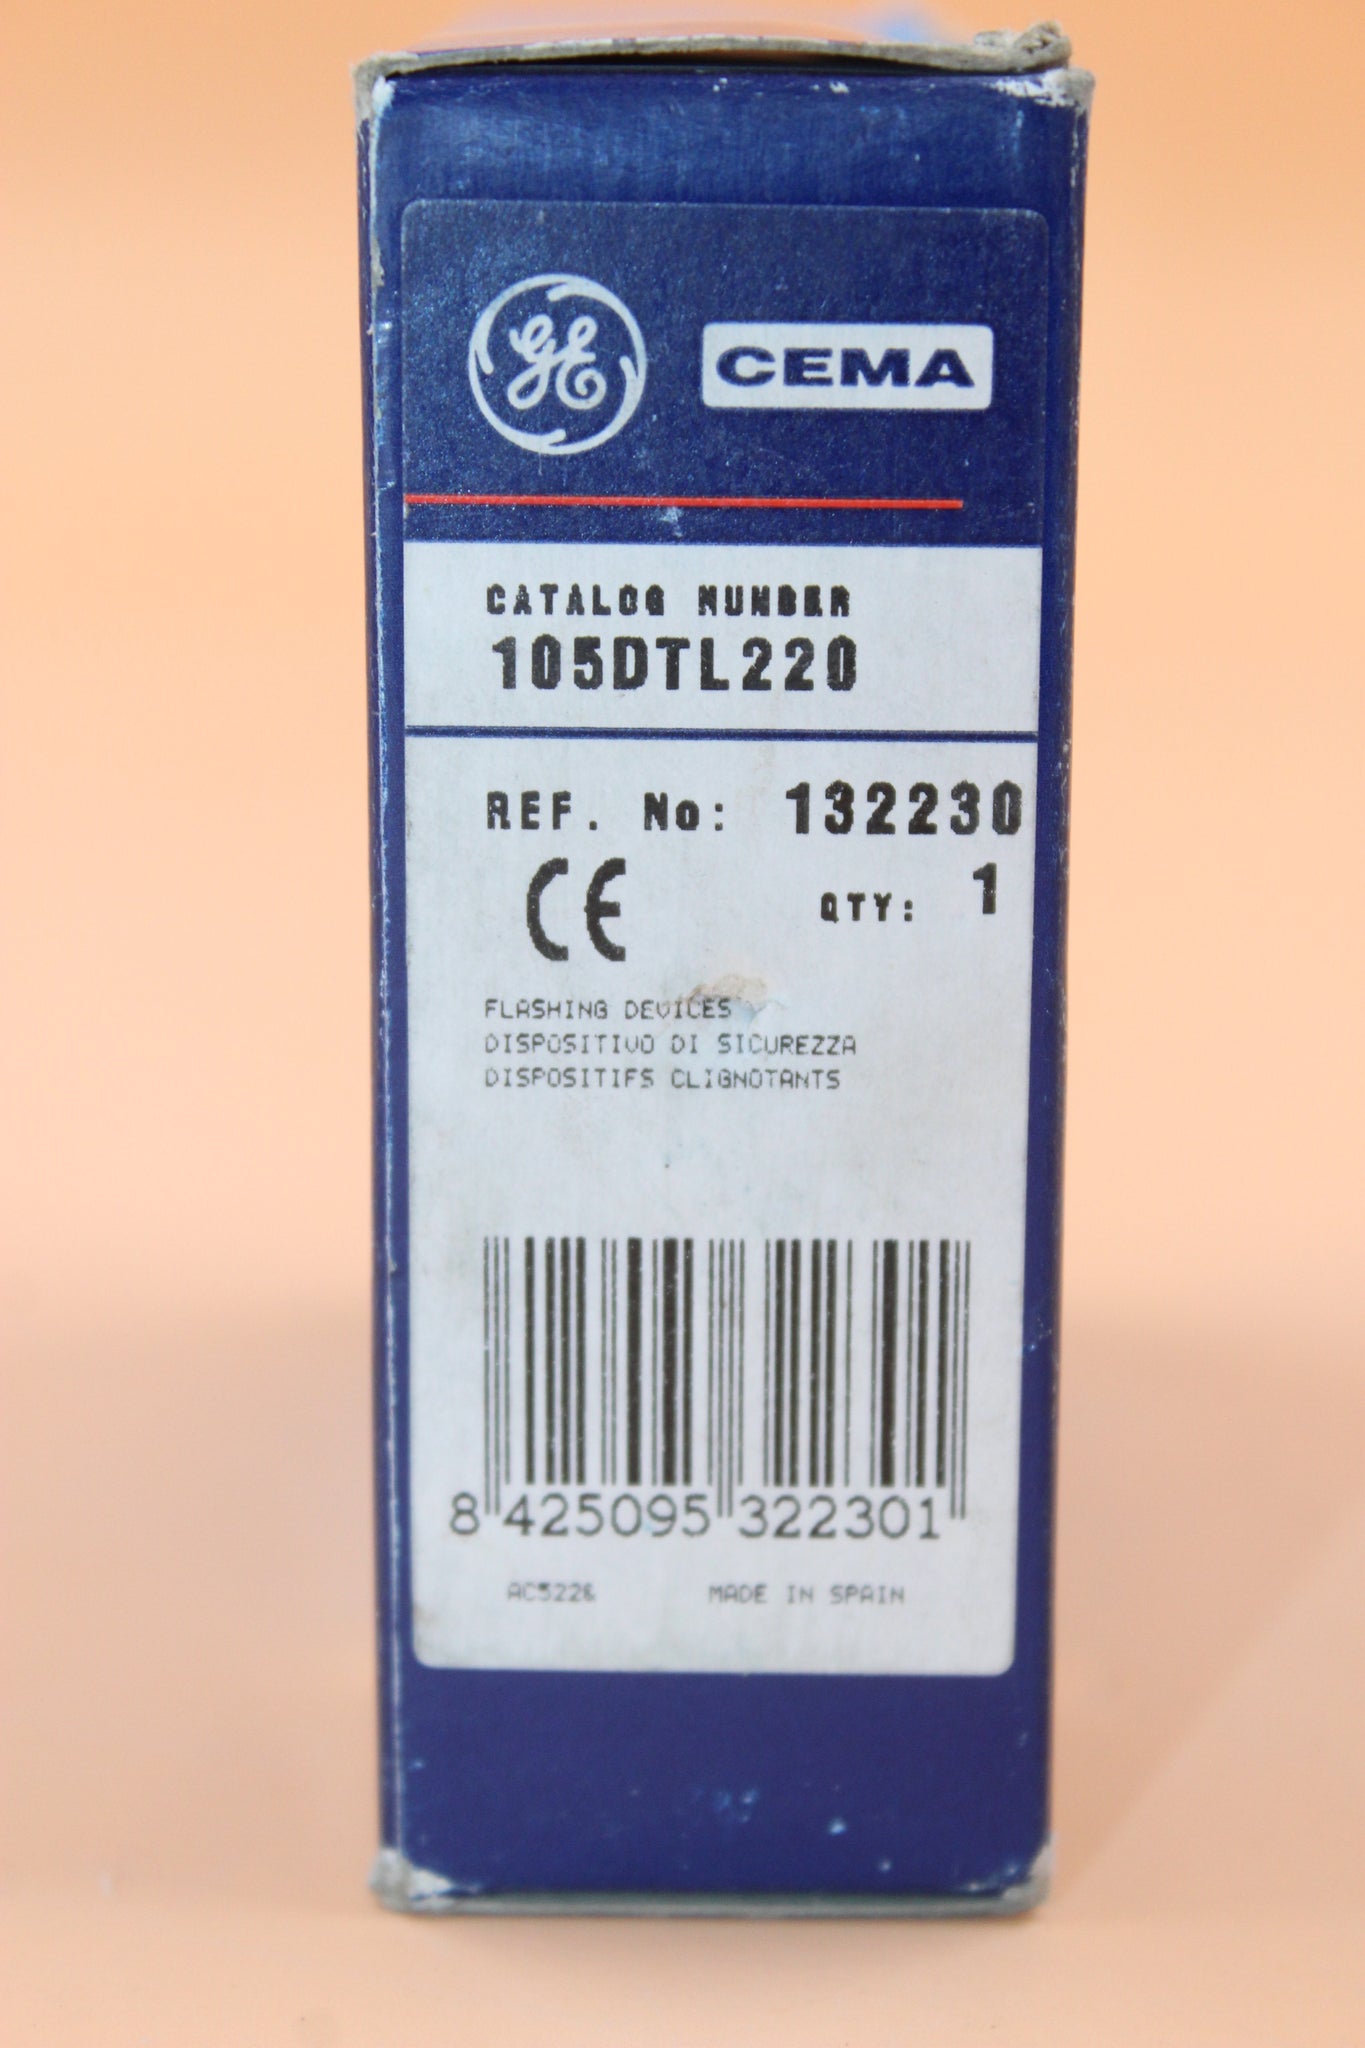 GE
CEMA
CATALOG NUMBER
105DTL220
REF. No: 132230
CE
QTY: 1
FLASHING DEVICES
DISPOSITIVO DI SICUREZZA
DISPOSITIFS CLIGNOTANTS
8 425095 322301
MADE IN SPAIN